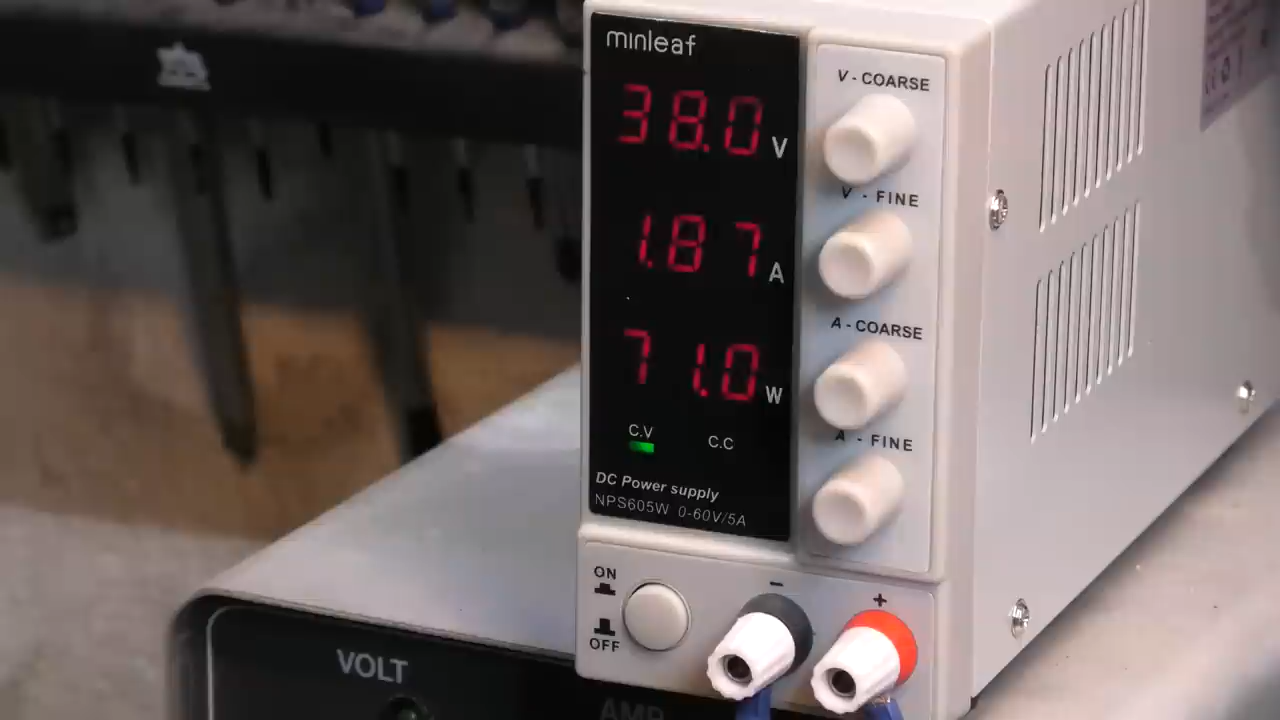 minleaf
38.0 V
1.87 A
71.0 W
C.V C.C
DC Power supply
NPS605W 0-60V/5A
V - COARSE
V - FINE
A - COARSE
A - FINE
ON
OFF
-
+
VOLT
AMP